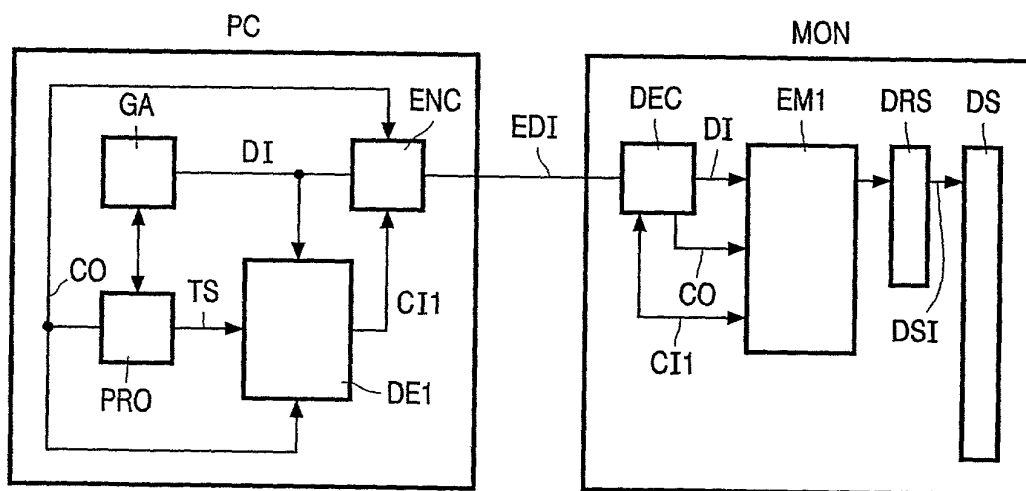 PC
GA
DI
ENC
CO
TS
CI1
PRO
DE1
EDI
MON
DEC
DI
EM1
DRS
DS
CO
CI1
DSI